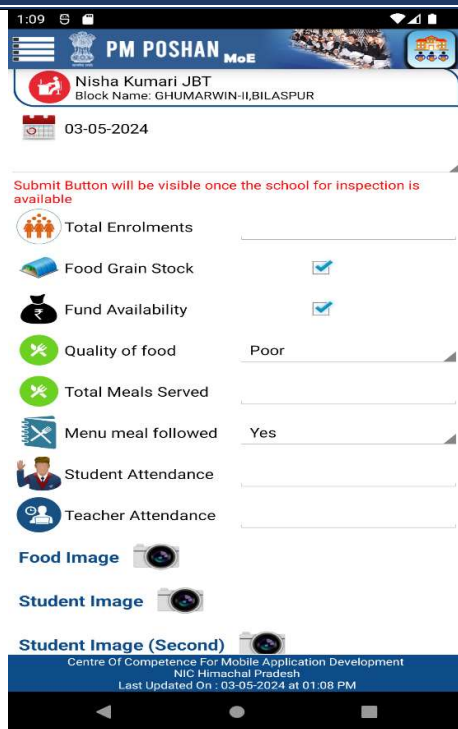 1:09
PM POSHAN MoE
Nisha Kumari JBT
Block Name: GHUMARWIN-II,BILASPUR
03-05-2024
Submit Button will be visible once the school for inspection is
available
Total Enrolments
Food Grain Stock
Fund Availability
Quality of food Poor
Total Meals Served
Menu meal followed Yes
Student Attendance
Teacher Attendance
Food Image
Student Image
Student Image (Second)
Centre Of Competence For Mobile Application Development
NIC Himachal Pradesh
Last Updated On : 03-05-2024 at 01:08 PM